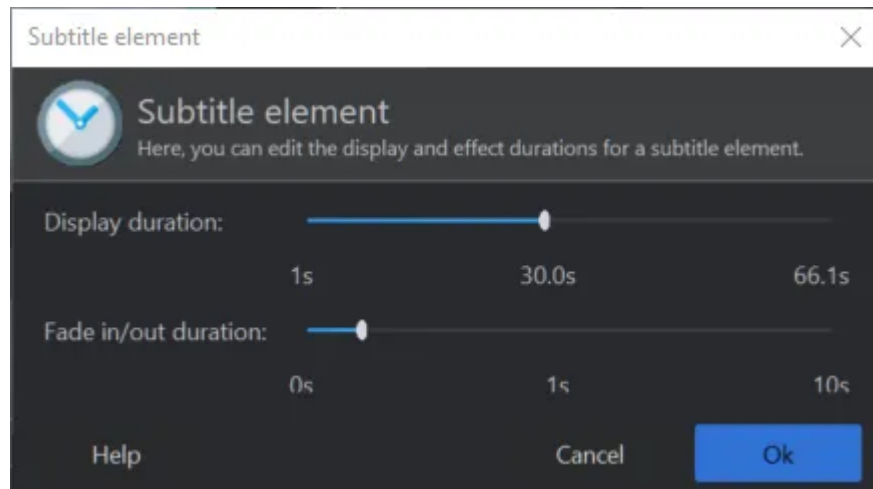 Subtitle element
Subtitle element
Here, you can edit the display and effect durations for a subtitle element.
Display duration:
1s 30.0s 66.1s
Fade in/out duration:
0s 1s 10s
Help Cancel Ok